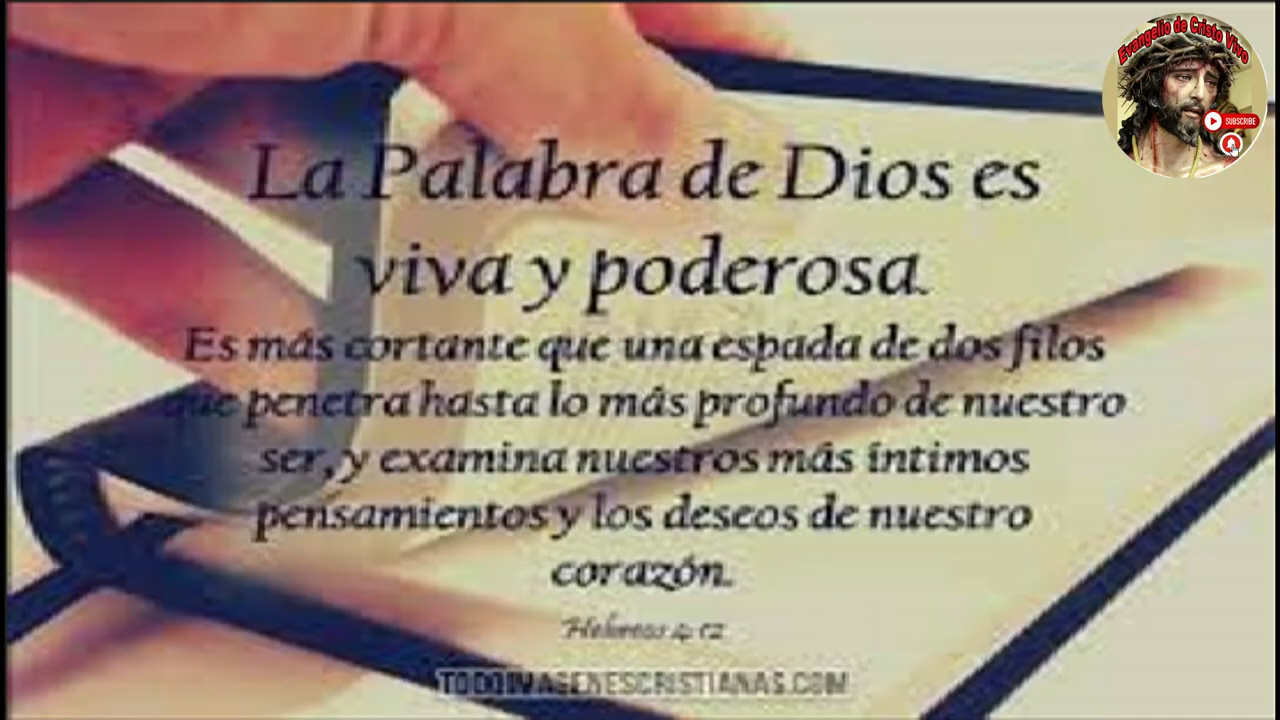 Evangelio de Cristo Vivo
SUBSCRIBE
La Palabra de Dios es
viva y poderosa.
Es más cortante que una espada de dos filos
que penetra hasta lo más profundo de nuestro
ser, y examina nuestros más íntimos
pensamientos y los deseos de nuestro
corazón.
Hebreos 4:12
TODOIMAGENESCRISTIANAS.COM